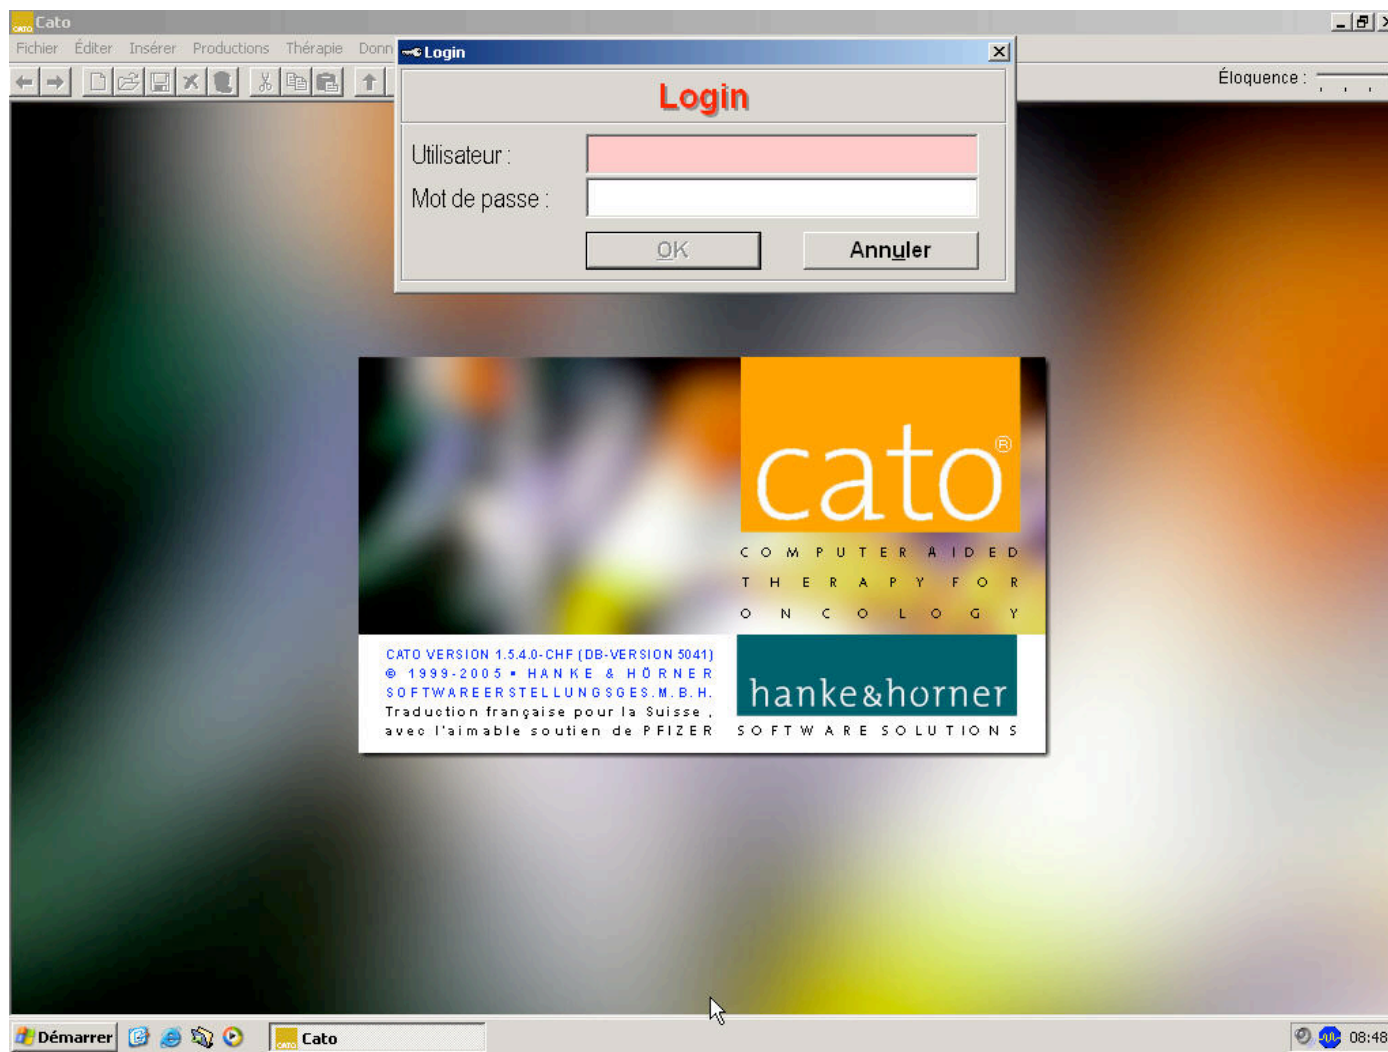 Cato
Fichier Éditer Insérer Productions Thérapie Donn
Login
Éloquence :
Login
Utilisateur :
Mot de passe :
OK Annuler
cato®
COMPUTER AIDED
THERAPY FOR
ONCOLOGY
CATO VERSION 1.5.4.0-CHF (DB-VERSION 5041)
© 1999-2005 • HANKE & HÖRNER
SOFTWAREERSTELLUNGSGES.M.B.H.
Traduction française pour la Suisse ,
avec l'aimable soutien de PFIZER
hanke&horner
SOFTWARE SOLUTIONS
Démarrer Cato 08:48